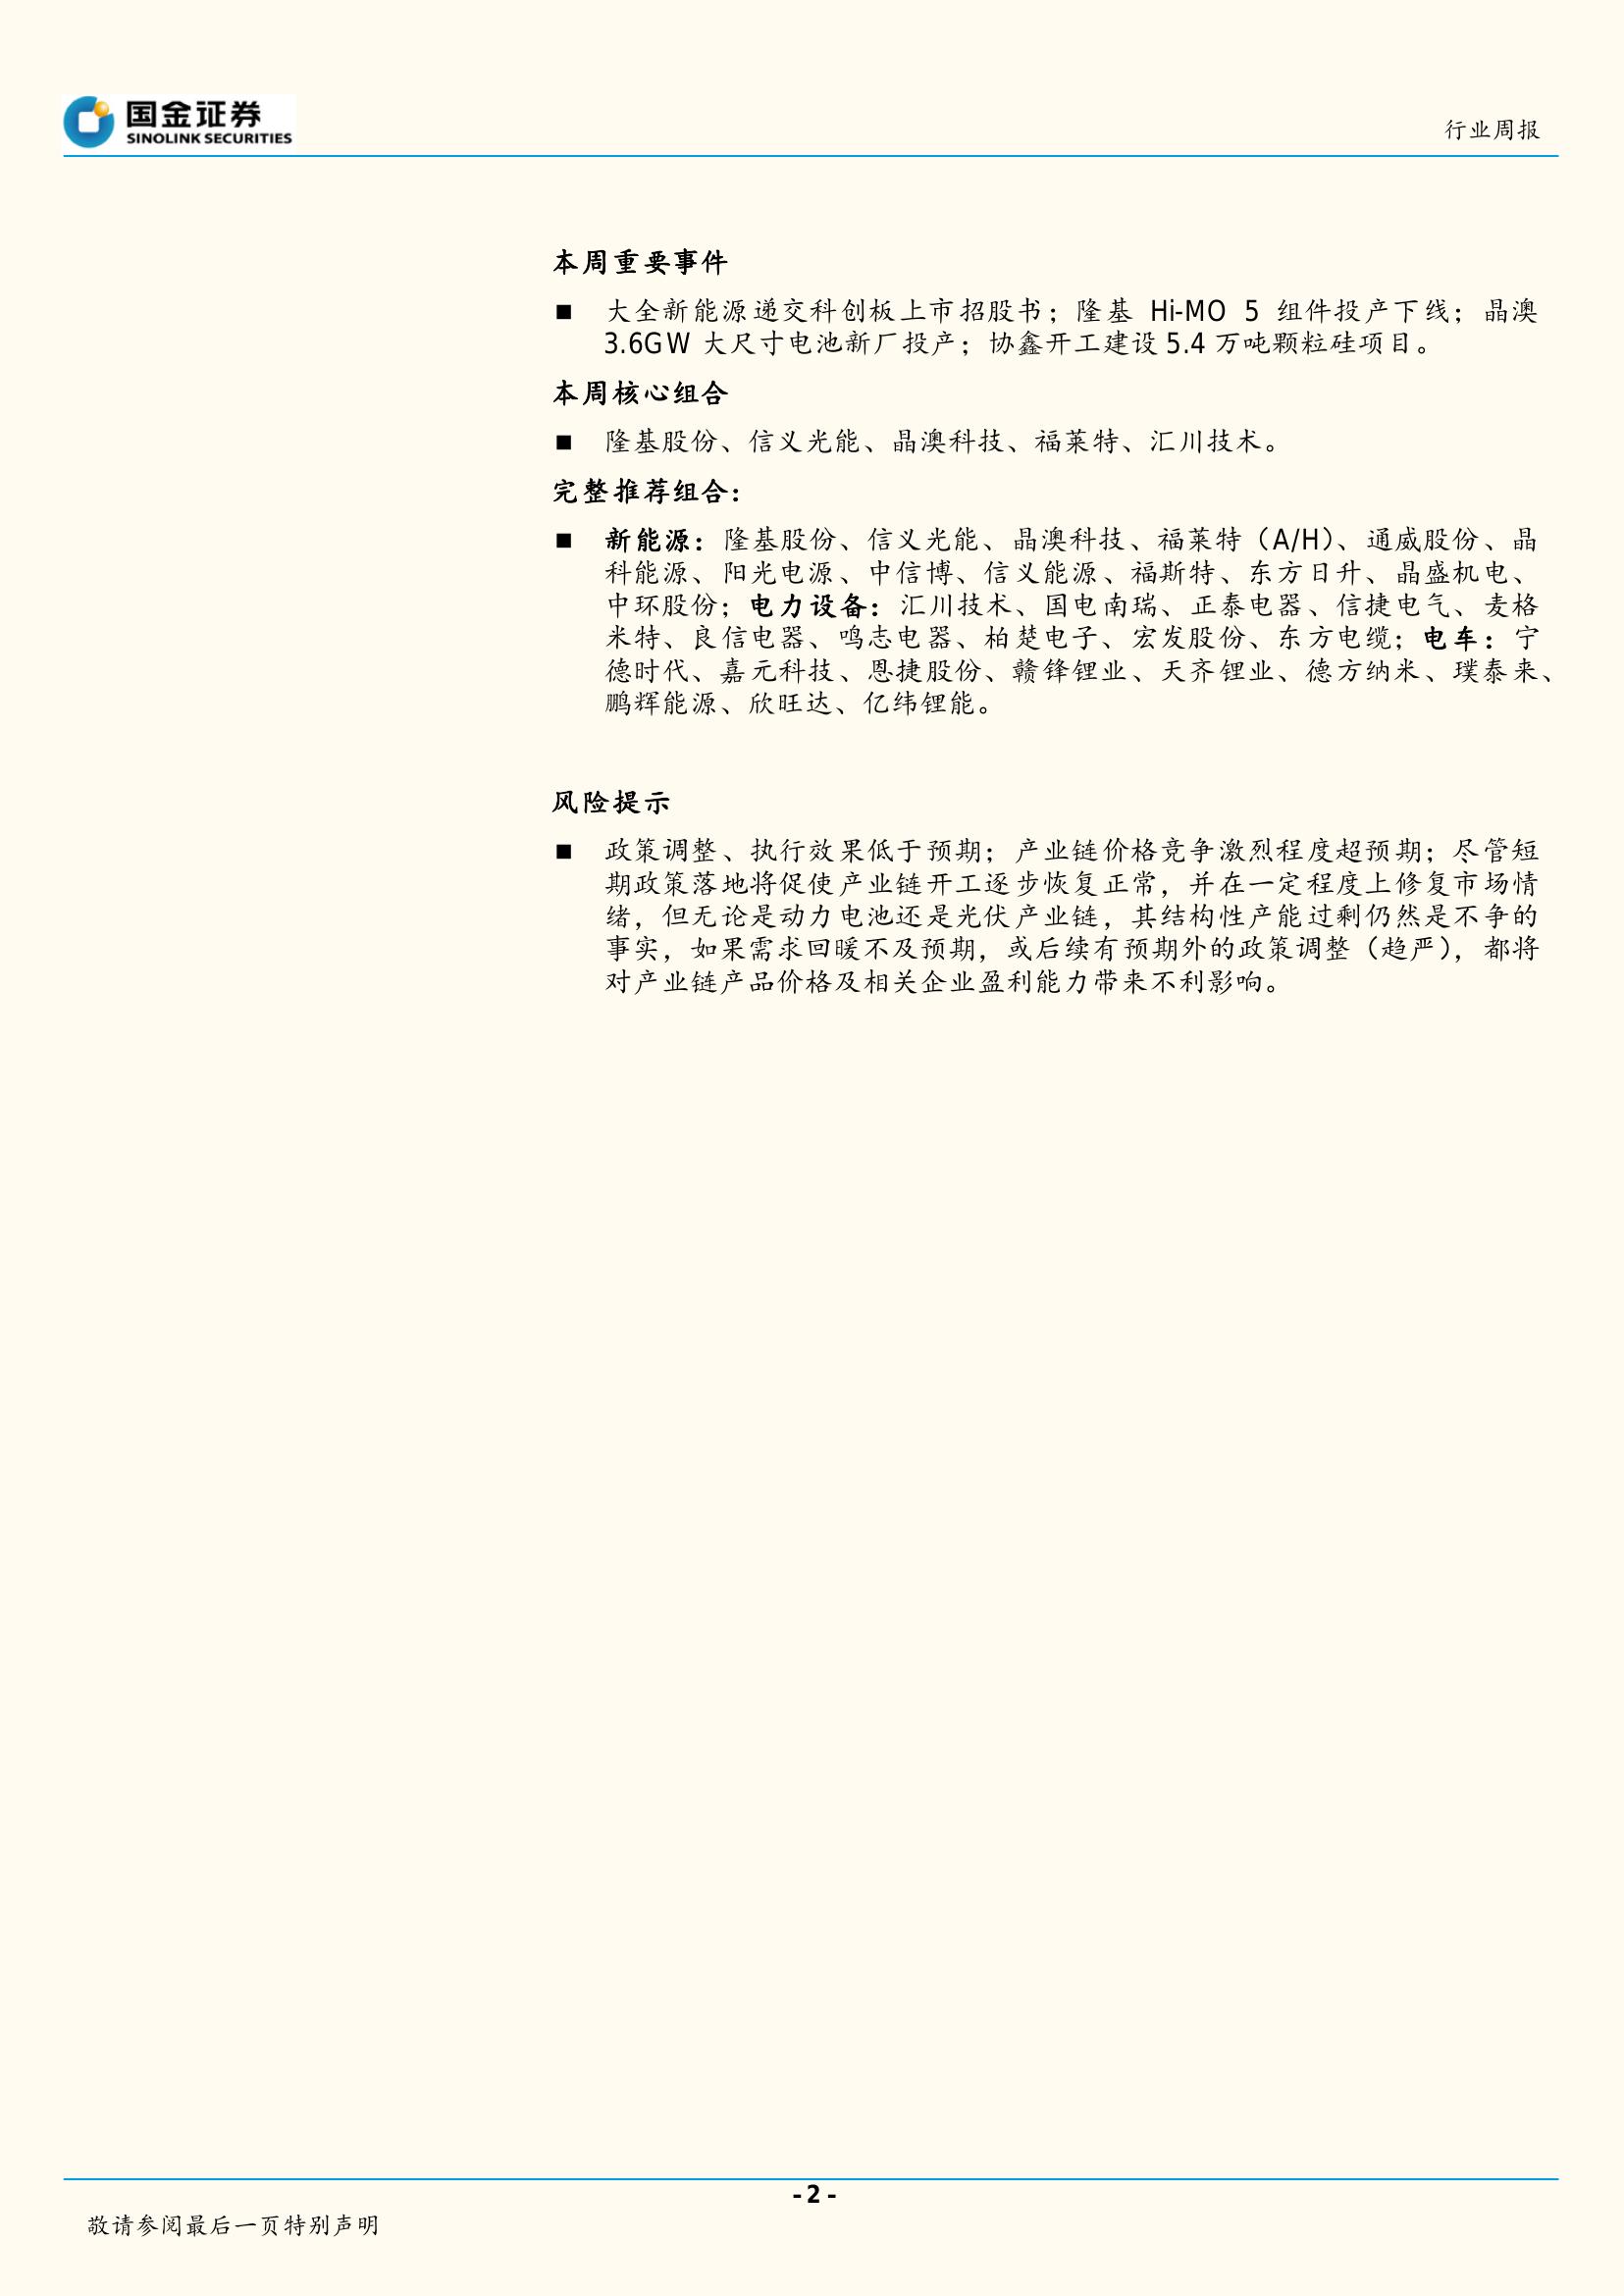 国金证券
SINOLINK SECURITIES
行业周报
本周重要事件
■ 大全新能源递交科创板上市招股书；隆基 Hi-MO 5 组件投产下线；晶澳
3.6GW 大尺寸电池新厂投产；协鑫开工建设 5.4 万吨颗粒硅项目。
本周核心组合
■ 隆基股份、信义光能、晶澳科技、福莱特、汇川技术。
完整推荐组合：
■ 新能源：隆基股份、信义光能、晶澳科技、福莱特（A/H）、通威股份、晶
科能源、阳光电源、中信博、信义能源、福斯特、东方日升、晶盛机电、
中环股份；电力设备：汇川技术、国电南瑞、正泰电器、信捷电气、麦格
米特、良信电器、鸣志电器、柏楚电子、宏发股份、东方电缆；电车：宁
德时代、嘉元科技、恩捷股份、赣锋锂业、天齐锂业、德方纳米、璞泰来、
鹏辉能源、欣旺达、亿纬锂能。
风险提示
■ 政策调整、执行效果低于预期；产业链价格竞争激烈程度超预期；尽管短
期政策落地将促使产业链开工逐步恢复正常，并在一定程度上修复市场情
绪，但无论是动力电池还是光伏产业链，其结构性产能过剩仍然是不争的
事实，如果需求回暖不及预期，或后续有预期外的政策调整（趋严），都将
对产业链产品价格及相关企业盈利能力带来不利影响。
- 2 -
敬请参阅最后一页特别声明